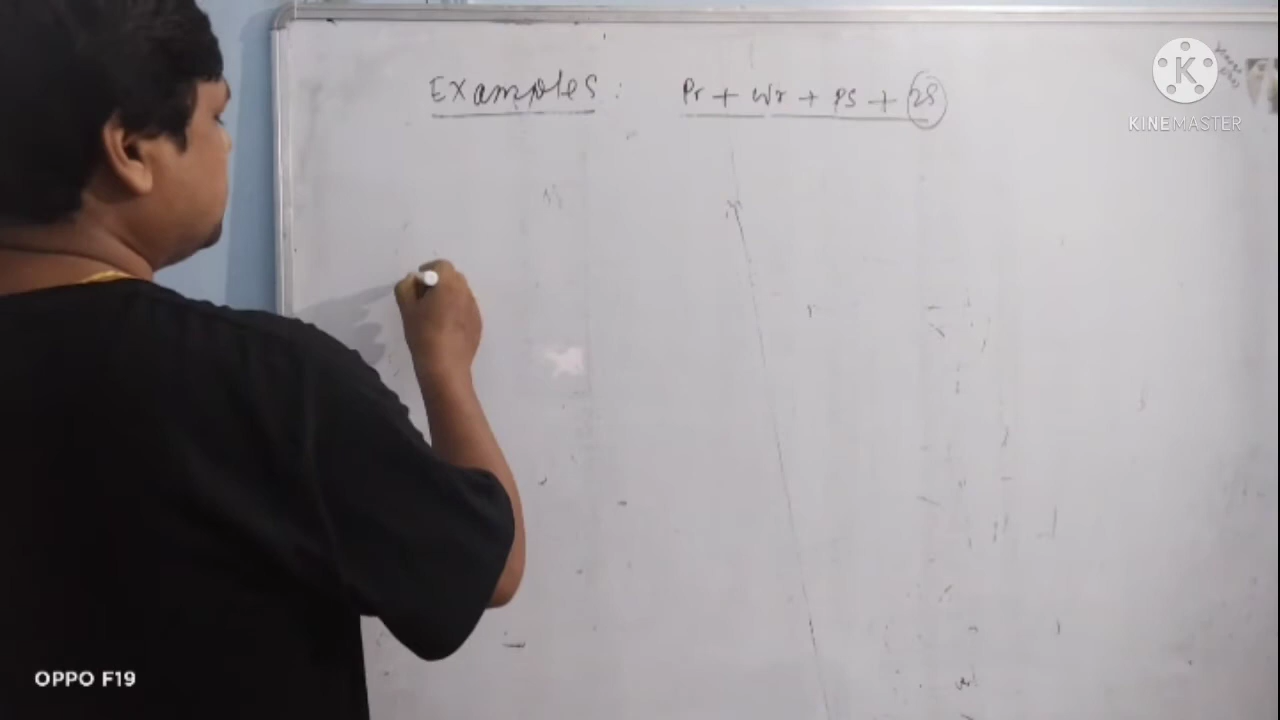 Examples : Pr + Wr + PS + 2S
KINEMASTER
OPPO F19